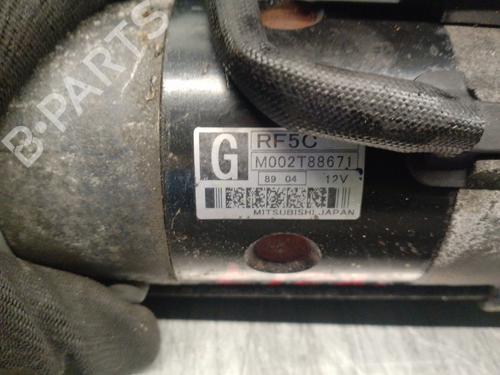 B-PARTS
G
RF5C
M002T88671
89 04 12V
MITSUBISHI JAPAN